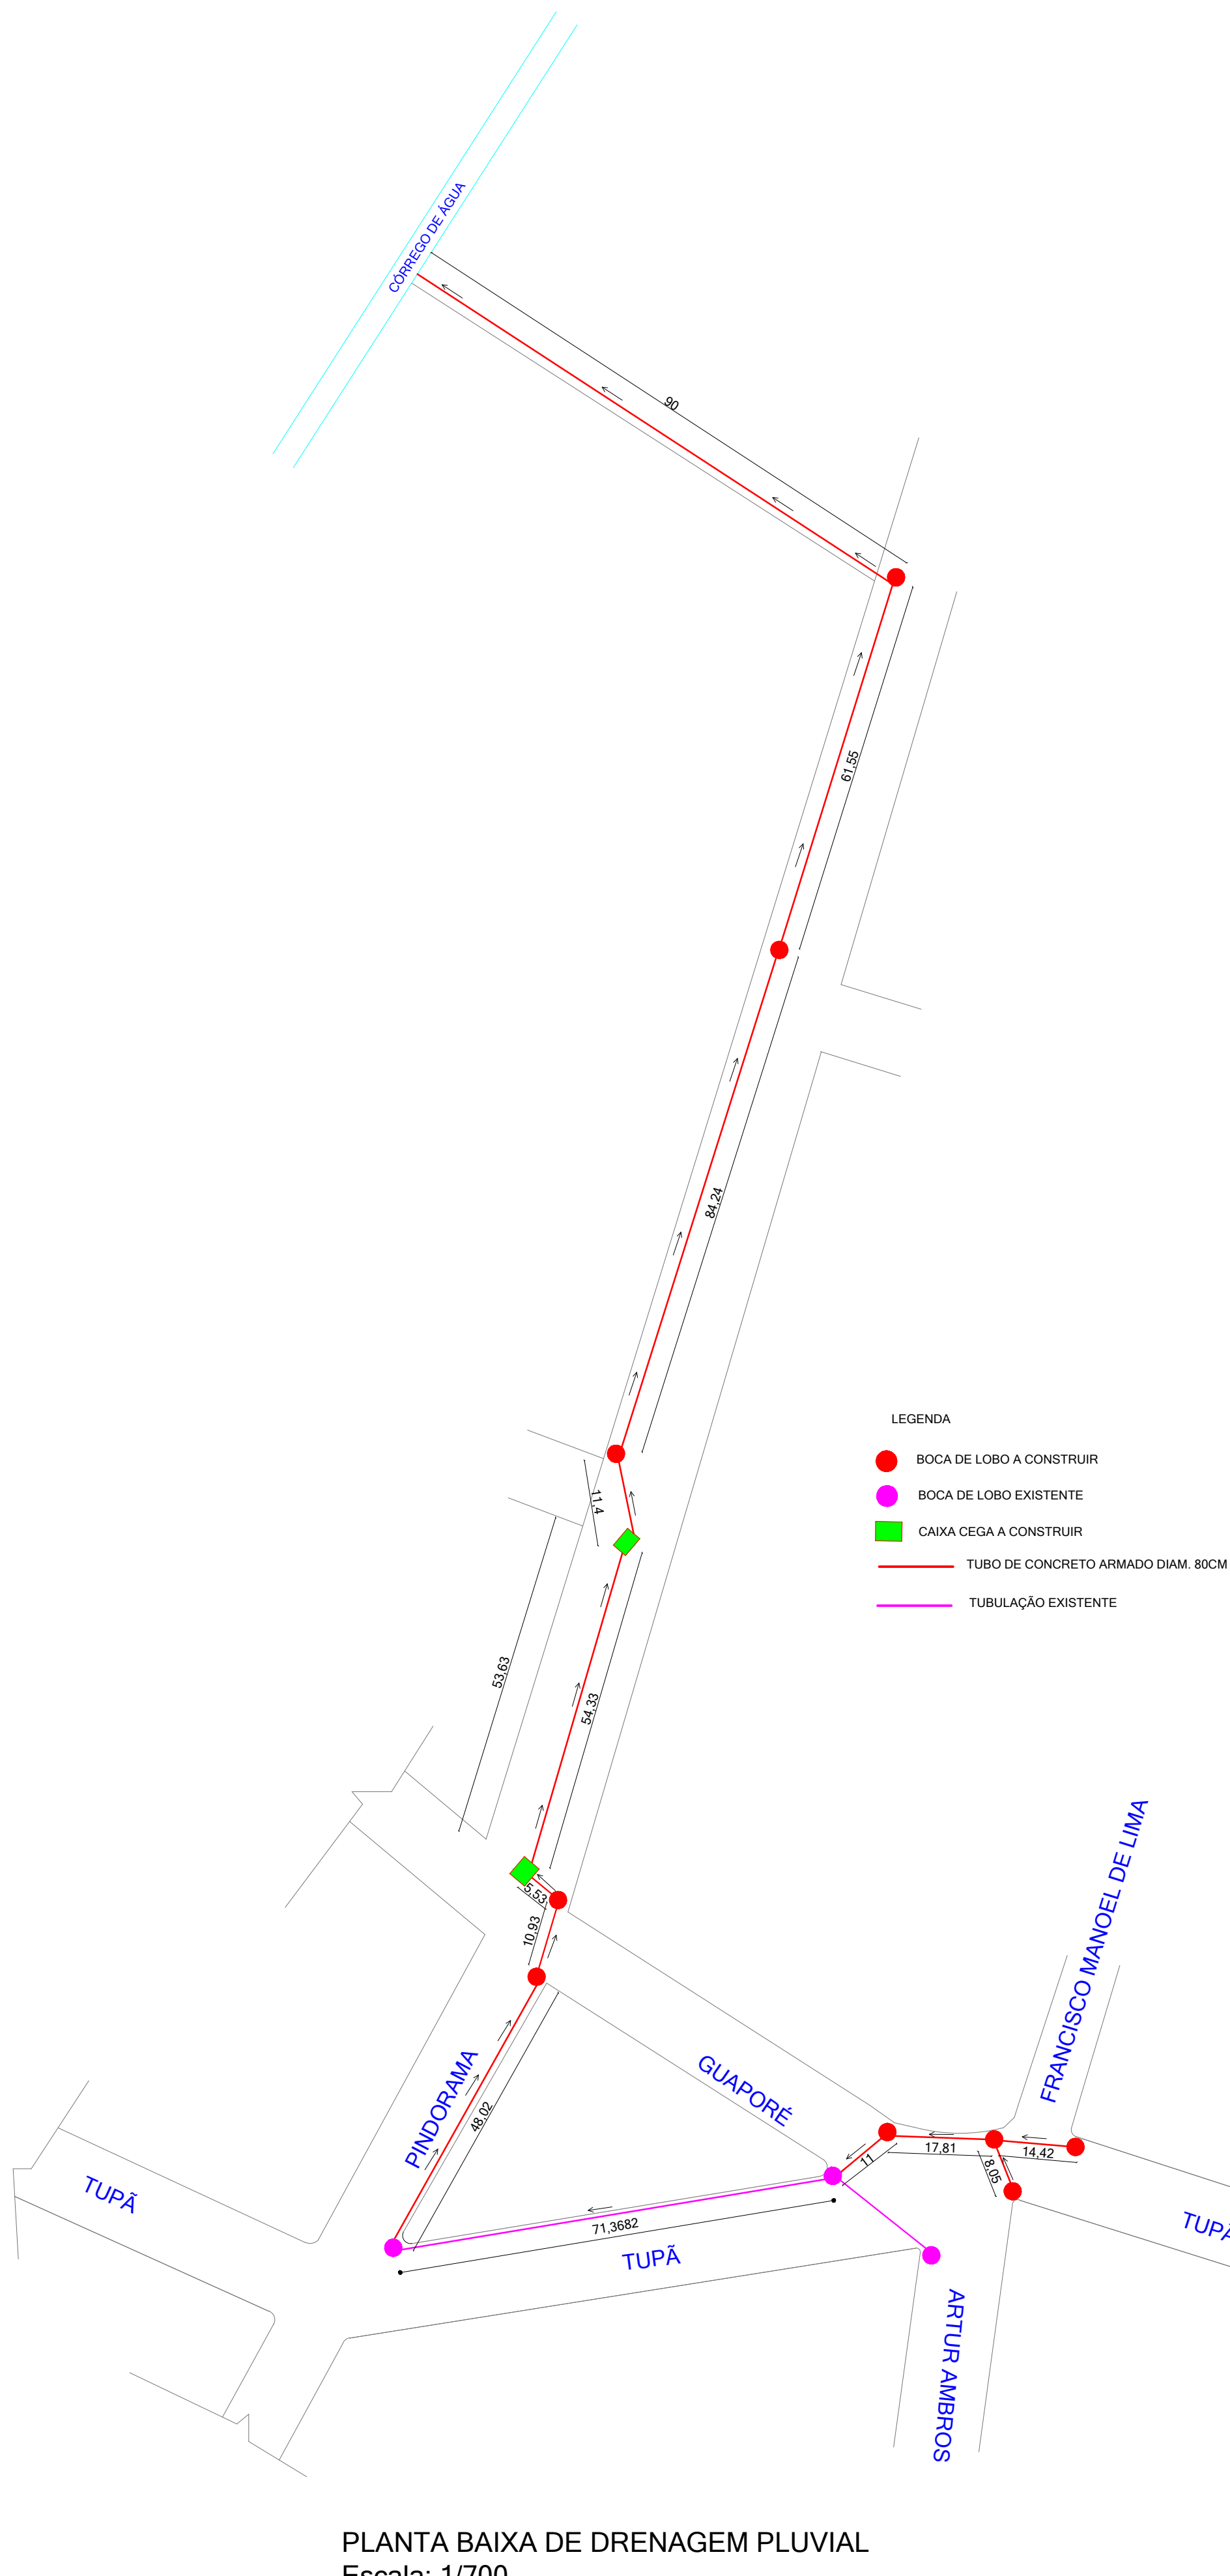 CÓRREGO DE ÁGUA
90
61,55
84,24
LEGENDA
BOCA DE LOBO A CONSTRUIR
BOCA DE LOBO EXISTENTE
CAIXA CEGA A CONSTRUIR
TUBO DE CONCRETO ARMADO DIAM. 80CM
TUBULAÇÃO EXISTENTE
11,4
53,63
54,33
5,53
10,93
FRANCISCO MANOEL DE LIMA
PINDORAMA
GUAPORÉ
48,02
17,81
14,42
11
8,05
TUPÃ
71,3682
TUPÃ
TUPÃ
ARTUR AMBROS
PLANTA BAIXA DE DRENAGEM PLUVIAL
Escala: 1/700